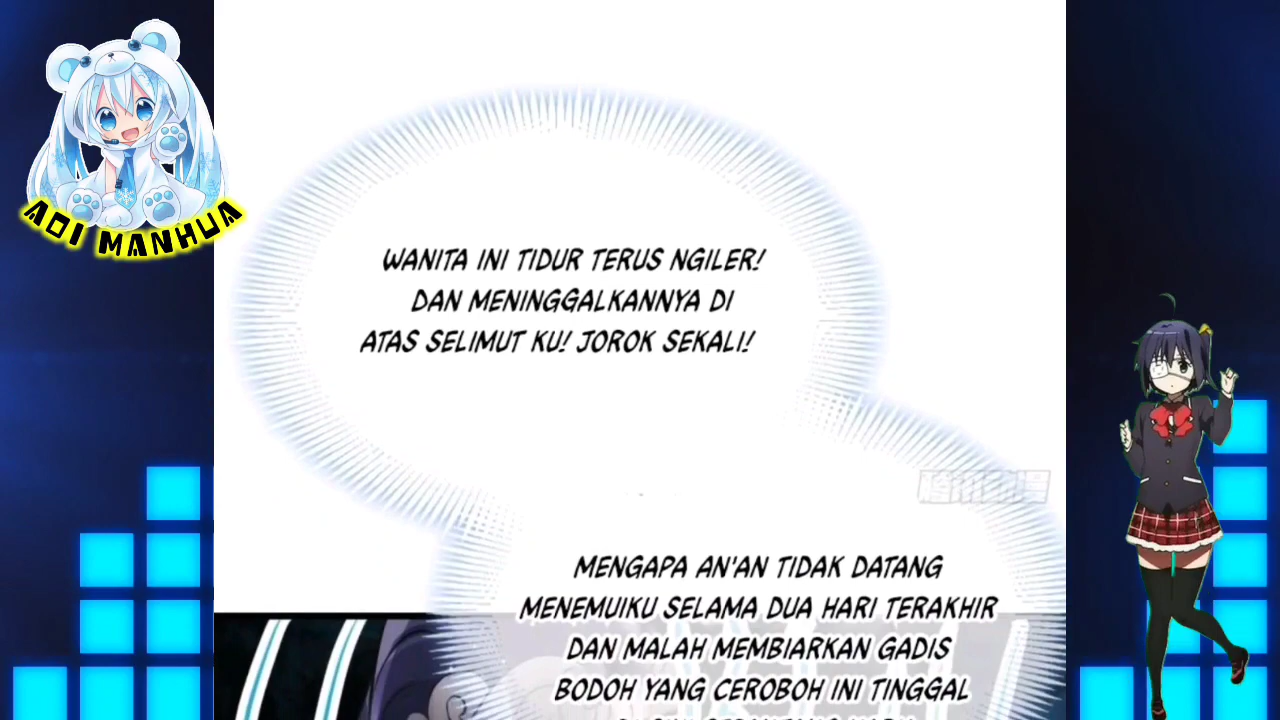 AOI MANHUA
WANITA INI TIDUR TERUS NGILER!
DAN MENINGGALKANNYA DI
ATAS SELIMUT KU! JOROK SEKALI!
MENGAPA AN'AN TIDAK DATANG
MENEMUIKU SELAMA DUA HARI TERAKHIR
DAN MALAH MEMBIARKAN GADIS
BODOH YANG CEROBOH INI TINGGAL